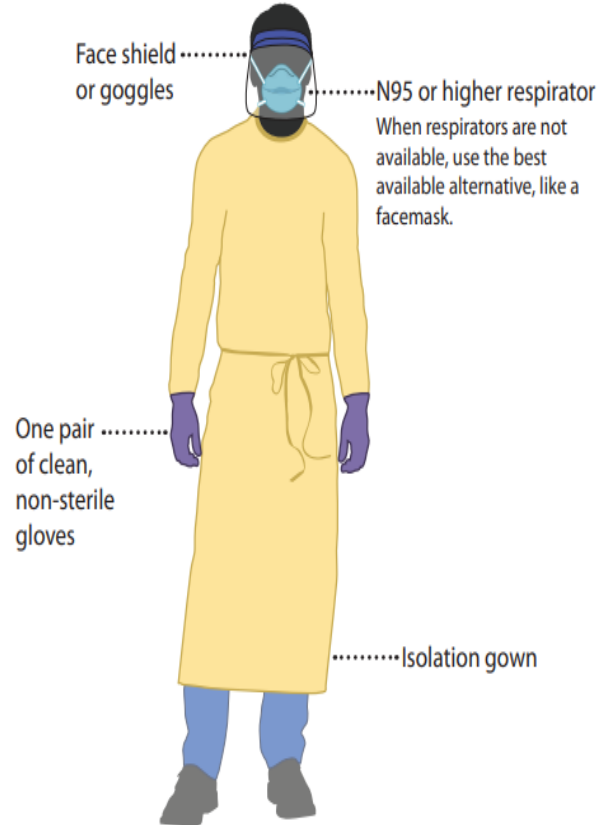 Face shield
or goggles
N95 or higher respirator
When respirators are not
available, use the best
available alternative, like a
facemask.
One pair
of clean,
non-sterile
gloves
Isolation gown